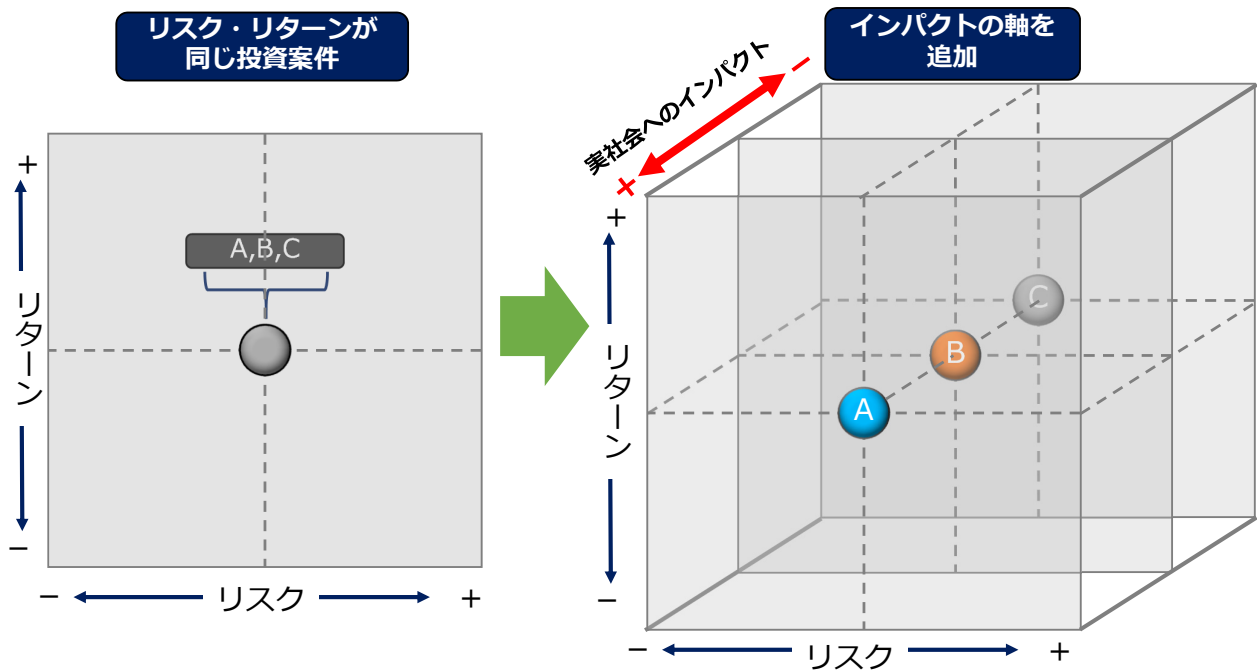 リスク・リターンが
同じ投資案件
+
リターン
A,B,C
−
− リスク +
インパクトの軸を
追加
−
実社会へのインパクト
+
+
リターン
−
C
B
A
− リスク +